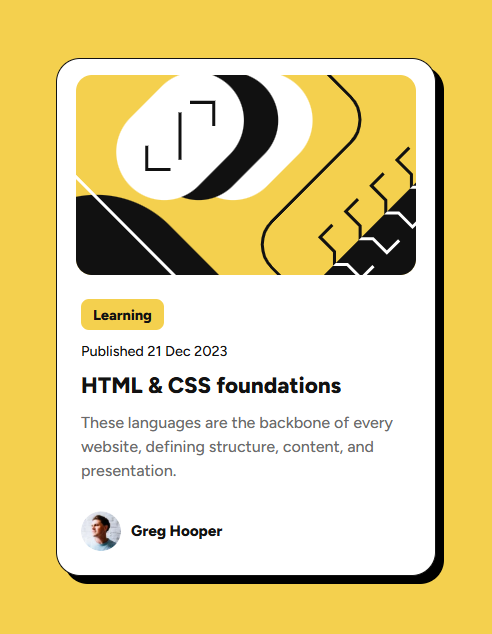 Learning
Published 21 Dec 2023
HTML & CSS foundations
These languages are the backbone of every
website, defining structure, content, and
presentation.
Greg Hooper